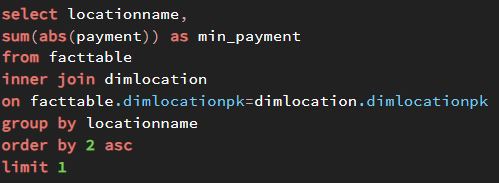 select locationname,
sum(abs(payment)) as min_payment
from facttable
inner join dimlocation
on facttable.dimlocationpk=dimlocation.dimlocationpk
group by locationname
order by 2 asc
limit 1